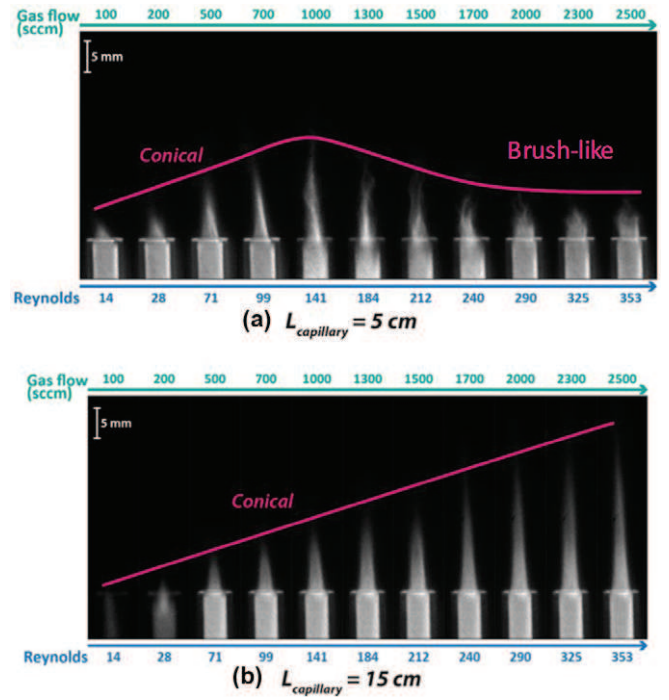 Gas flow (sccm) 100 200 500 700 1000 1300 1500 1700 2000 2300 2500
5 mm
Conical
Brush-like
Reynolds 14 28 71 99 141 184 212 240 290 325 353
(a) L capillary = 5 cm
Gas flow (sccm) 100 200 500 700 1000 1300 1500 1700 2000 2300 2500
5 mm
Conical
Reynolds 14 28 71 99 141 184 212 240 290 325 353
(b) L capillary = 15 cm